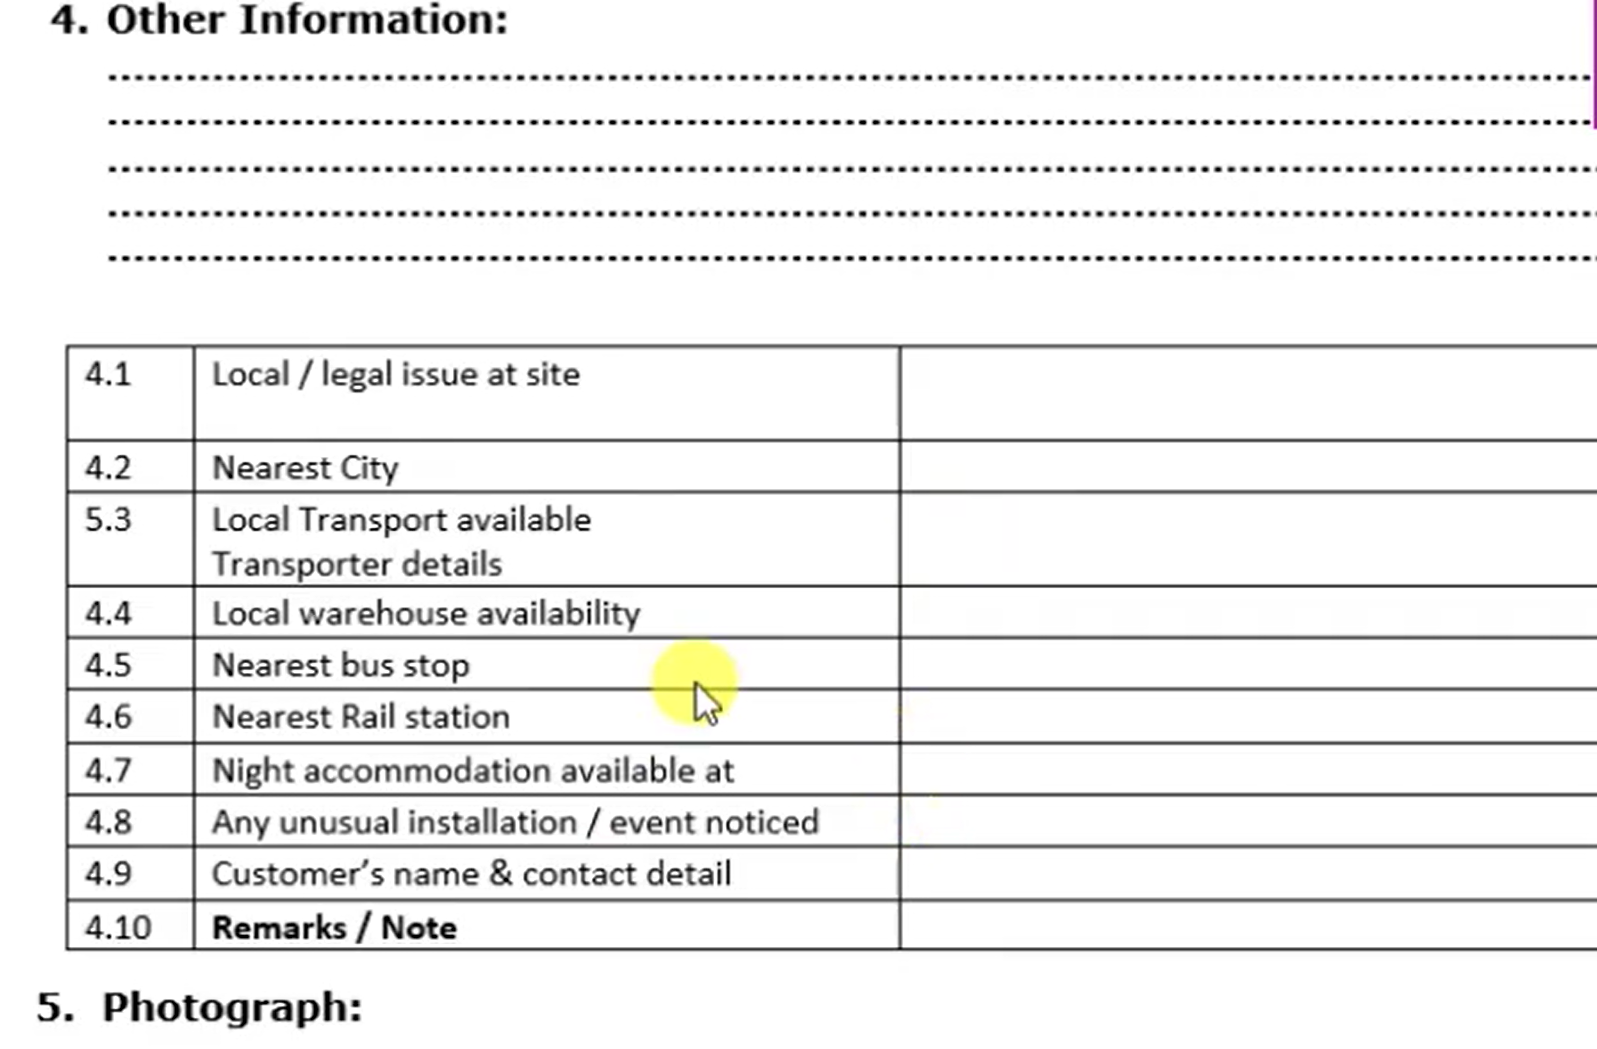 4. Other Information:
4.1 Local / legal issue at site
4.2 Nearest City
5.3 Local Transport available
Transporter details
4.4 Local warehouse availability
4.5 Nearest bus stop
4.6 Nearest Rail station
4.7 Night accommodation available at
4.8 Any unusual installation / event noticed
4.9 Customer’s name & contact detail
4.10 Remarks / Note
5. Photograph: